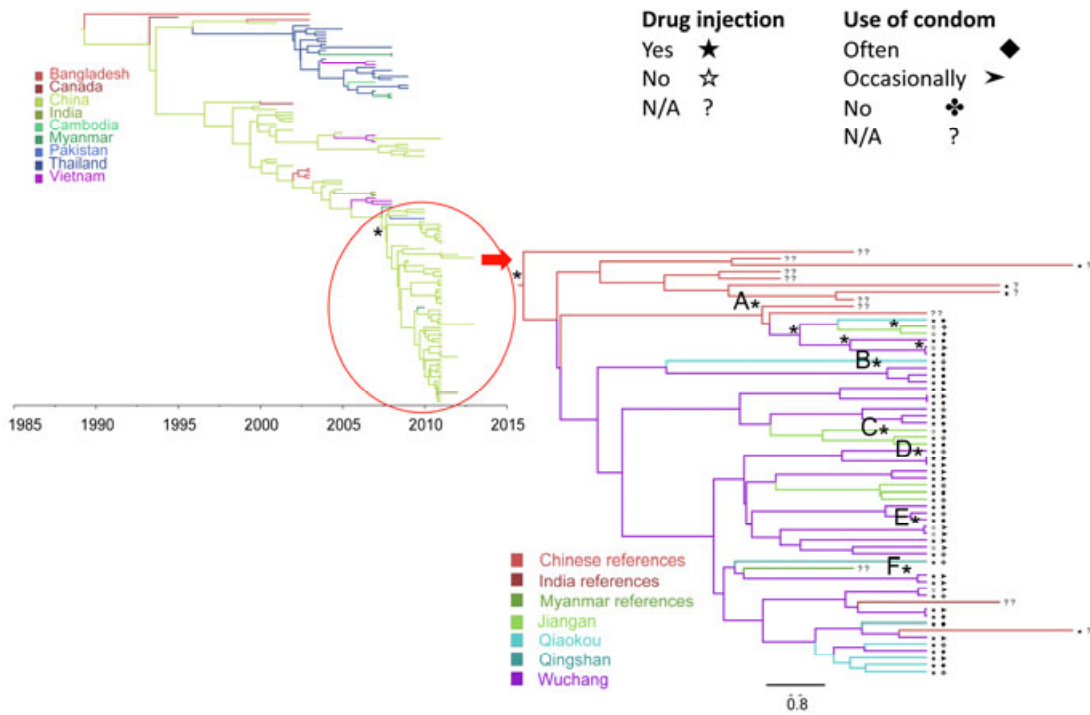 Drug injection
Yes ★
No ☆
N/A ?
Use of condom
Often ◆
Occasionally ➤
No ✤
N/A ?
Bangladesh
Canada
China
India
Cambodia
Myanmar
Pakistan
Thailand
Vietnam
*
1985 1990 1995 2000 2005 2010 2015
*
? ?
? ?
?
? ?
? ?
?
?
? ?
A*
? ?
? ?
*
*
*
*
B*
C*
D*
E*
F*
? ?
? ?
?
Chinese references
India references
Myanmar references
Jiangan
Qiaokou
Qingshan
Wuchang
0.8